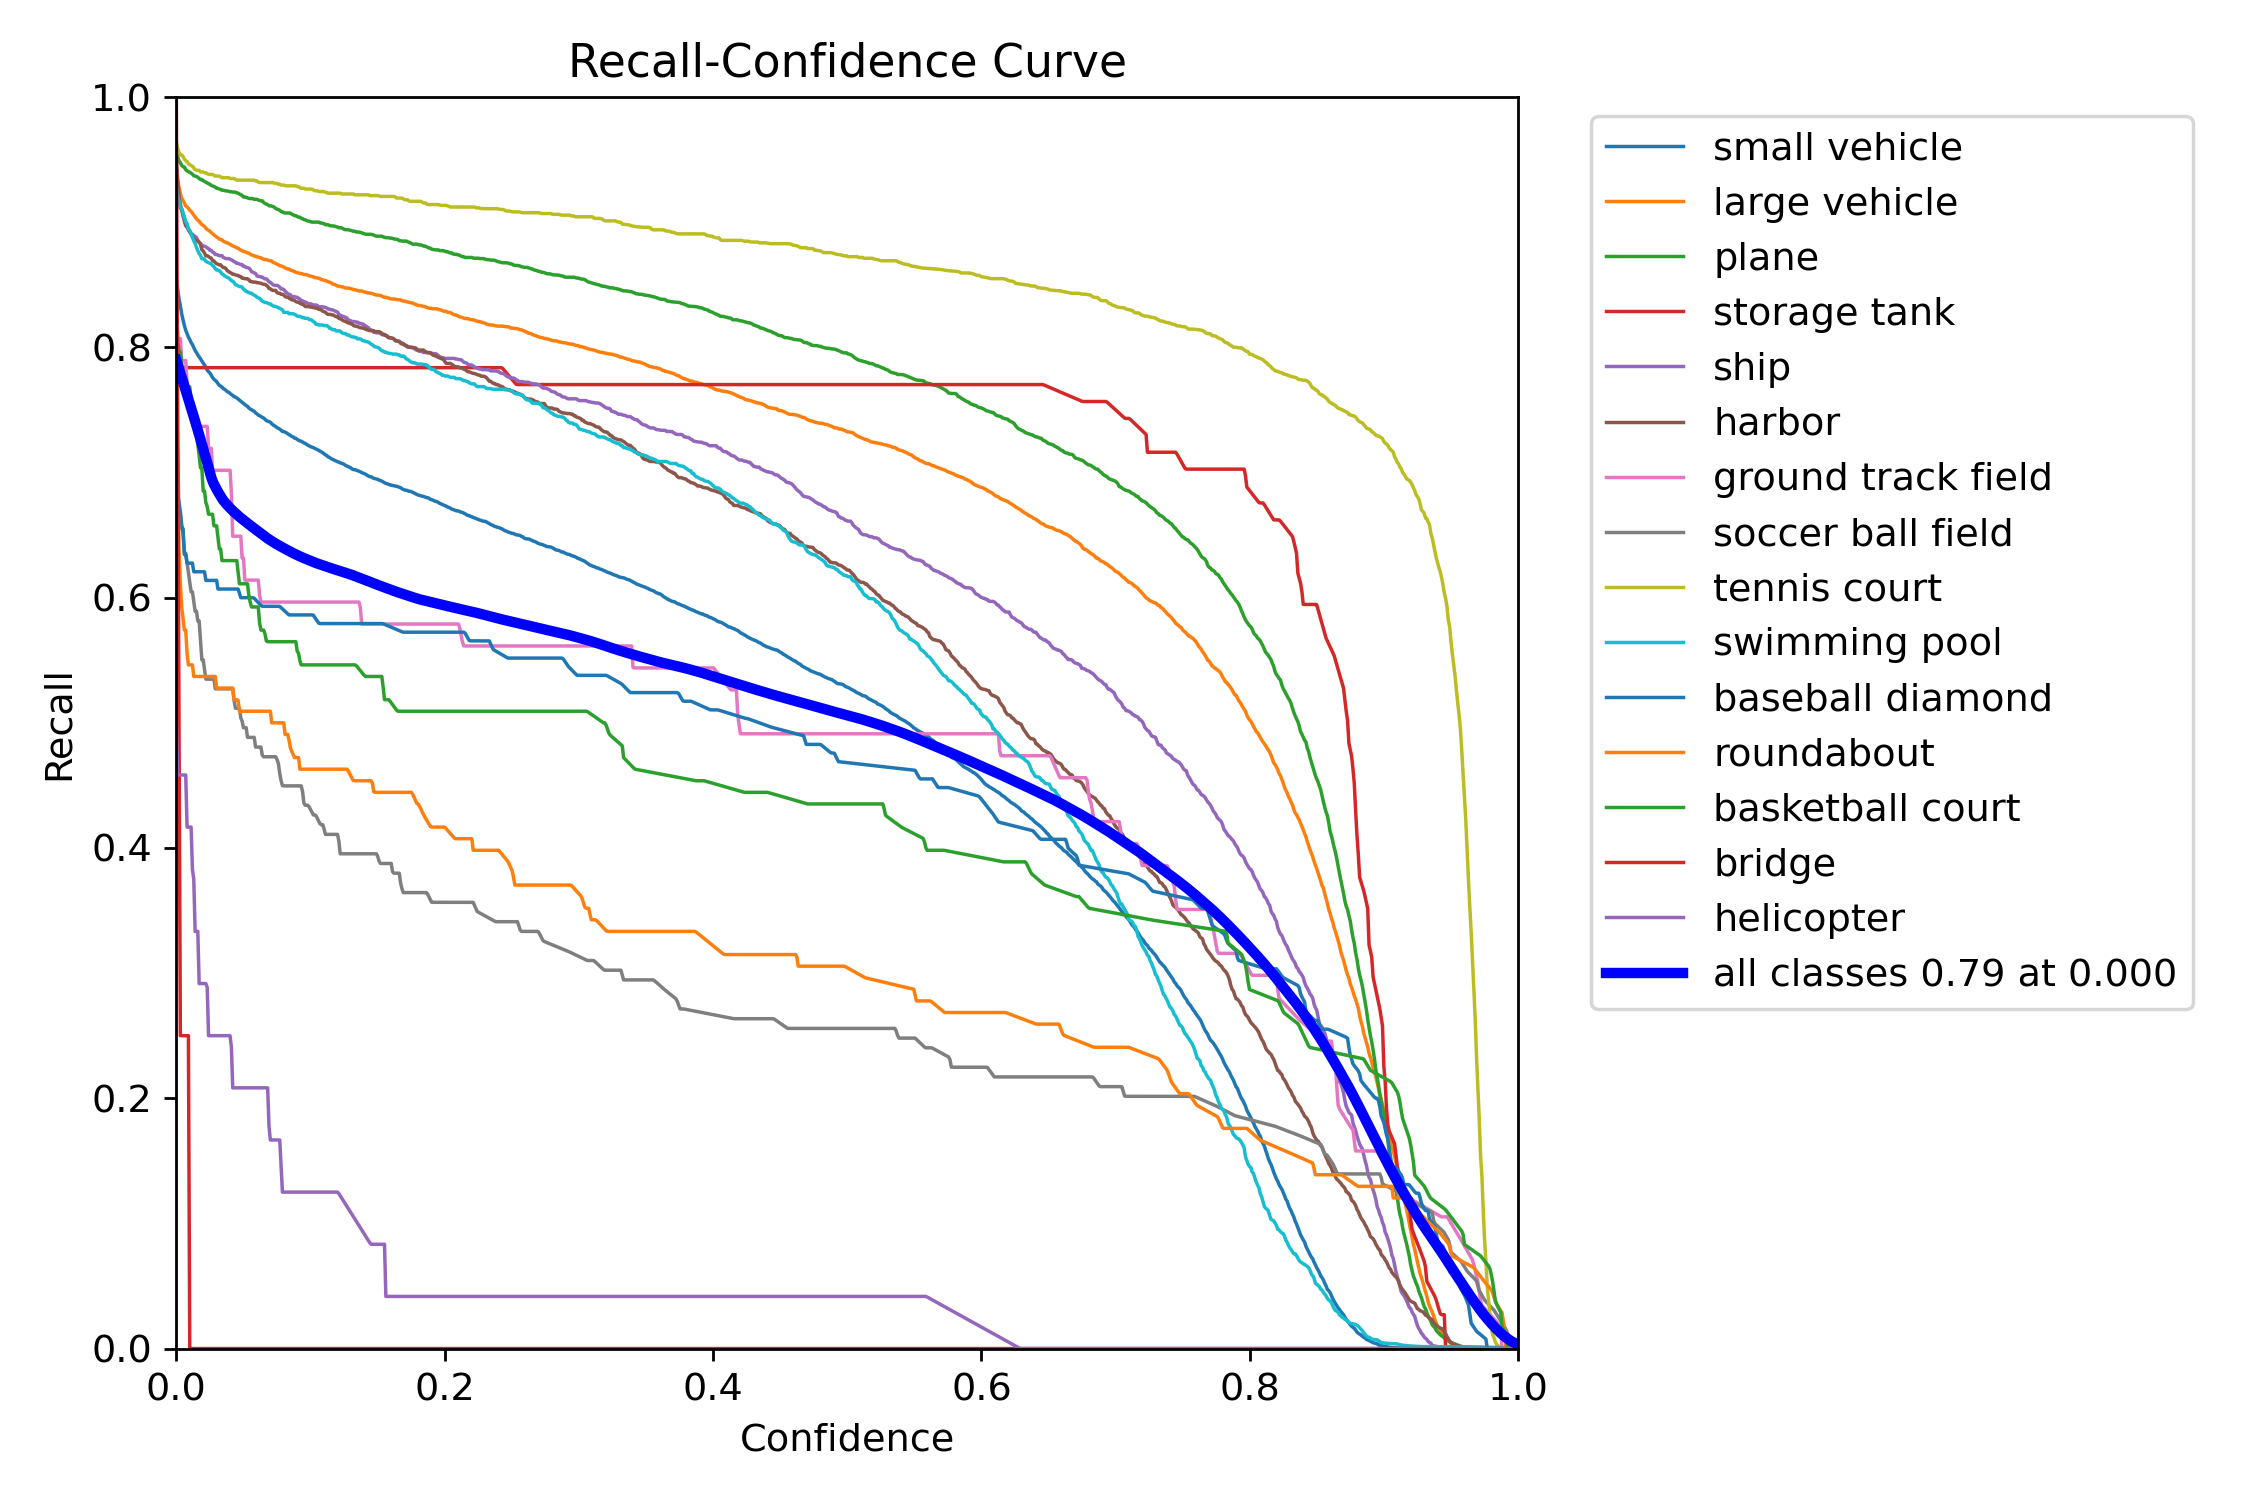 Recall-Confidence Curve
1.0
0.8
0.6
0.4
0.2
0.0
Recall
0.0 0.2 0.4 0.6 0.8 1.0
Confidence
small vehicle
large vehicle
plane
storage tank
ship
harbor
ground track field
soccer ball field
tennis court
swimming pool
baseball diamond
roundabout
basketball court
bridge
helicopter
all classes 0.79 at 0.000